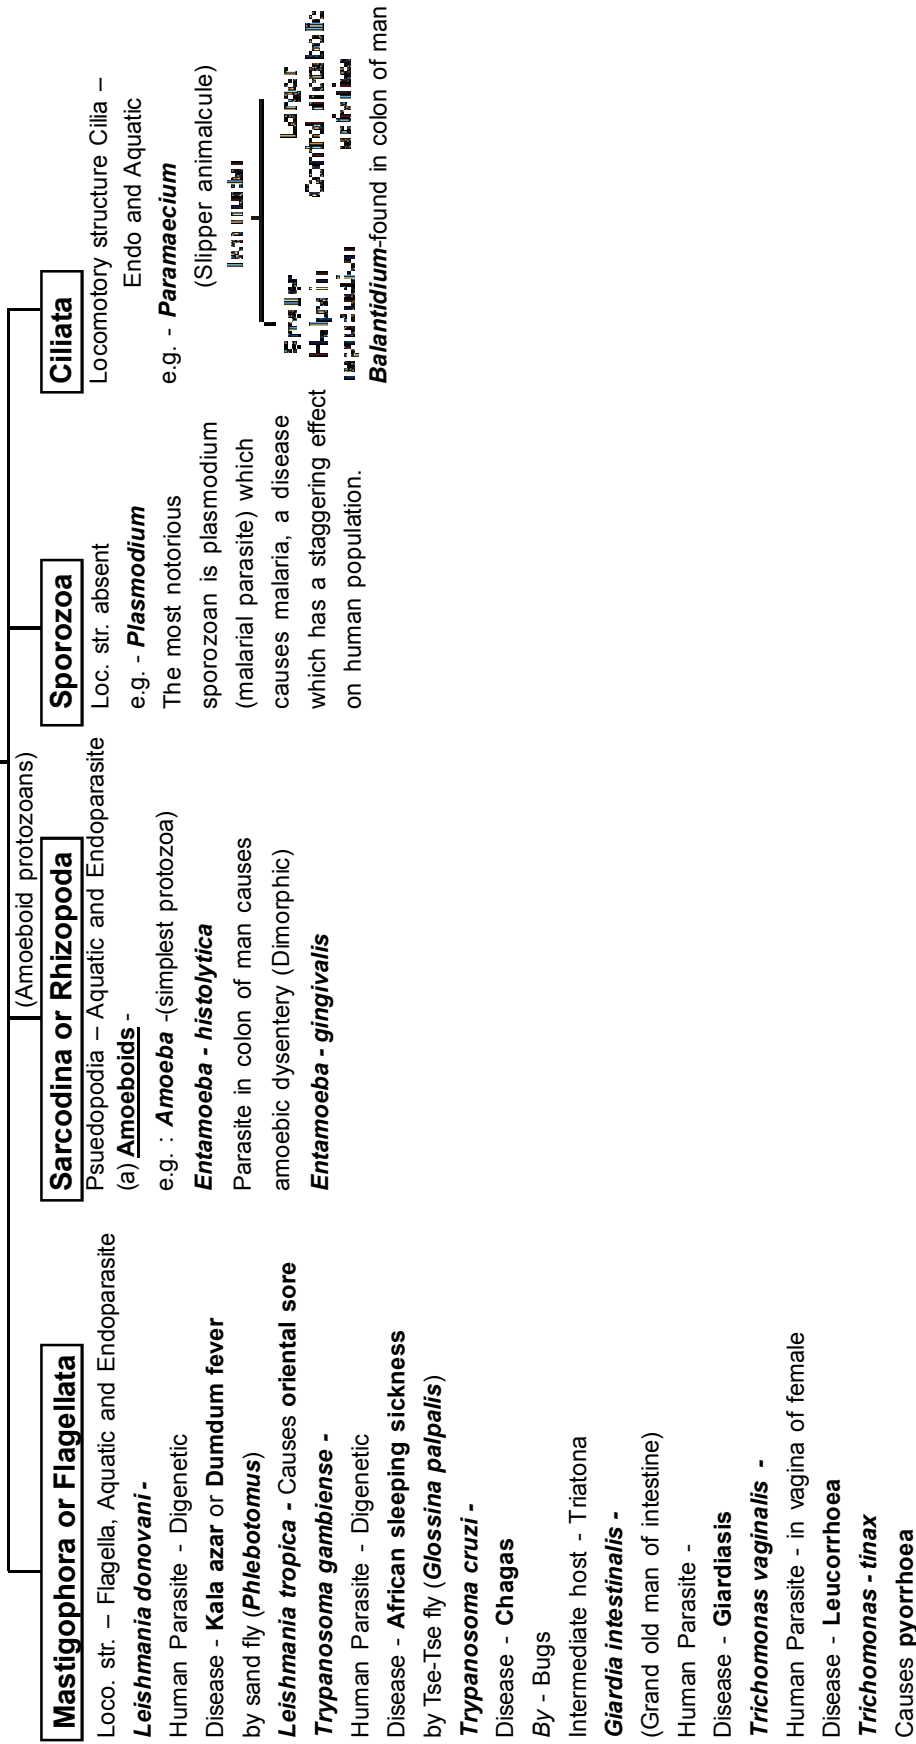 (Amoeboid protozoans)
Mastigophora or Flagellata
Loco. str. – Flagella, Aquatic and Endoparasite
Leishmania donovani -
Human Parasite - Digenetic
Disease - Kala azar or Dumdum fever
by sand fly (Phlebotomus)
Leishmania tropica - Causes oriental sore
Trypanosoma gambiense -
Human Parasite - Digenetic
Disease - African sleeping sickness
by Tse-Tse fly (Glossina palpalis)
Trypanosoma cruzi -
Disease - Chagas
By - Bugs
Intermediate host - Triatona
Giardia intestinalis -
(Grand old man of intestine)
Human Parasite -
Disease - Giardiasis
Trichomonas vaginalis -
Human Parasite - in vagina of female
Disease - Leucorrhoea
Trichomonas - tinax
Causes pyorrhoea
Sarcodina or Rhizopoda
Psuedopodia – Aquatic and Endoparasite
(a) Amoeboids -
e.g. : Amoeba -(simplest protozoa)
Entamoeba - histolytica
Parasite in colon of man causes
amoebic dysentery (Dimorphic)
Entamoeba - gingivalis
Sporozoa
Loc. str. absent
e.g. - Plasmodium
The most notorious
sporozoan is plasmodium
(malarial parasite) which
causes malaria, a disease
which has a staggering effect
on human population.
Ciliata
Locomotory structure Cilia –
Endo and Aquatic
e.g. - Paramaecium
(Slipper animalcule)
Smaller
Help in
reproduction
Larger
Control
Balantidium-found in colon of man